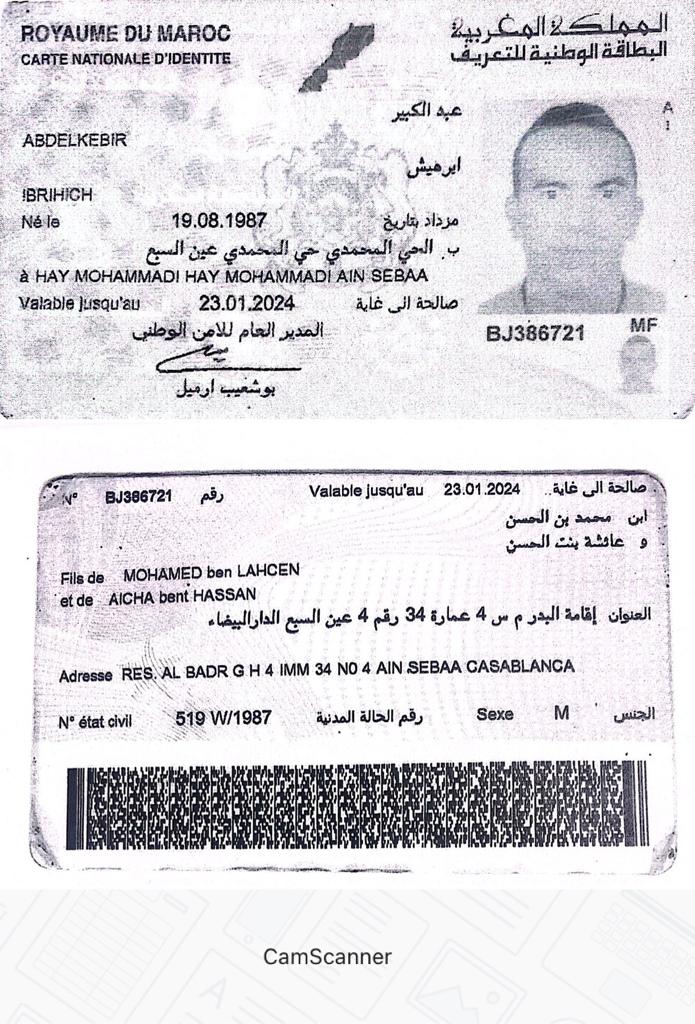 ROYAUME DU MAROC
المملكة المغربية
CARTE NATIONALE D'IDENTITE
البطاقة الوطنية للتعريف
عبد الكبير
ABDELKEBIR
ابرهيش
IBRIHICH
Né le 19.08.1987 مزداد بتاريخ
ب. الحي المحمدي حي المحمدي عين السبع
à HAY MOHAMMADI HAY MOHAMMADI AIN SEBAA
Valable jusqu'au 23.01.2024 صالحة الى غاية
المدير العام للامن الوطني
بوشعيب ارميل
BJ386721
MF
A
1
N° BJ386721 رقم Valable jusqu'au 23.01.2024 صالحة الى غاية..
ابن محمد بن الحسن
و عائشة بنت الحسن
Fils de MOHAMED ben LAHCEN
et de AICHA bent HASSAN
العنوان إقامة البدر م س 4 عمارة 34 رقم 4 عين السبع الدارالبيضاء
Adresse RES. AL BADR G H 4 IMM 34 N0 4 AIN SEBAA CASABLANCA
N° état civil 519 W/1987 رقم الحالة المدنية Sexe M الجنس
CamScanner